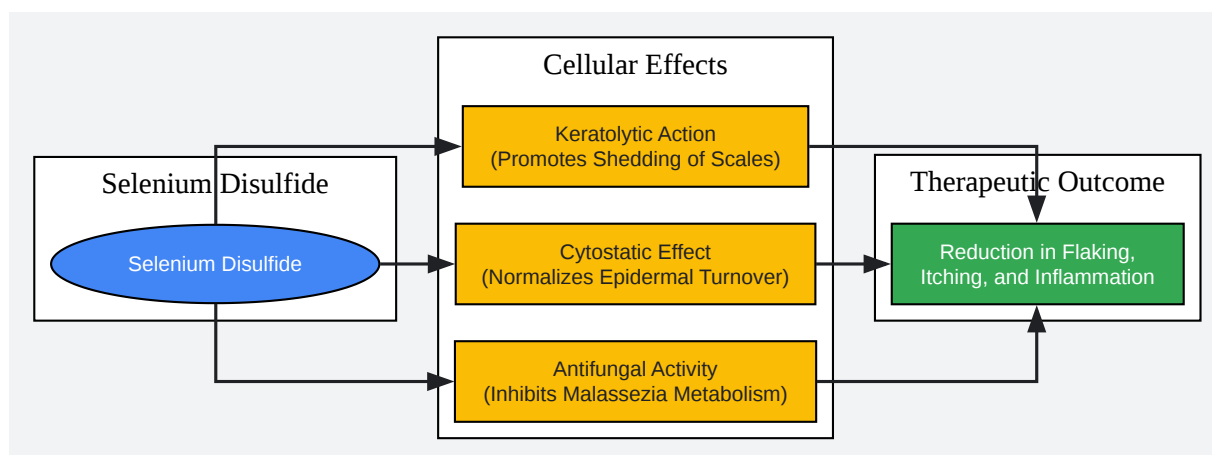 Cellular Effects
Selenium Disulfide
Selenium Disulfide
Keratolytic Action
(Promotes Shedding of Scales)
Cytostatic Effect
(Normalizes Epidermal Turnover)
Antifungal Activity
(Inhibits Malassezia Metabolism)
Therapeutic Outcome
Reduction in Flaking,
Itching, and Inflammation